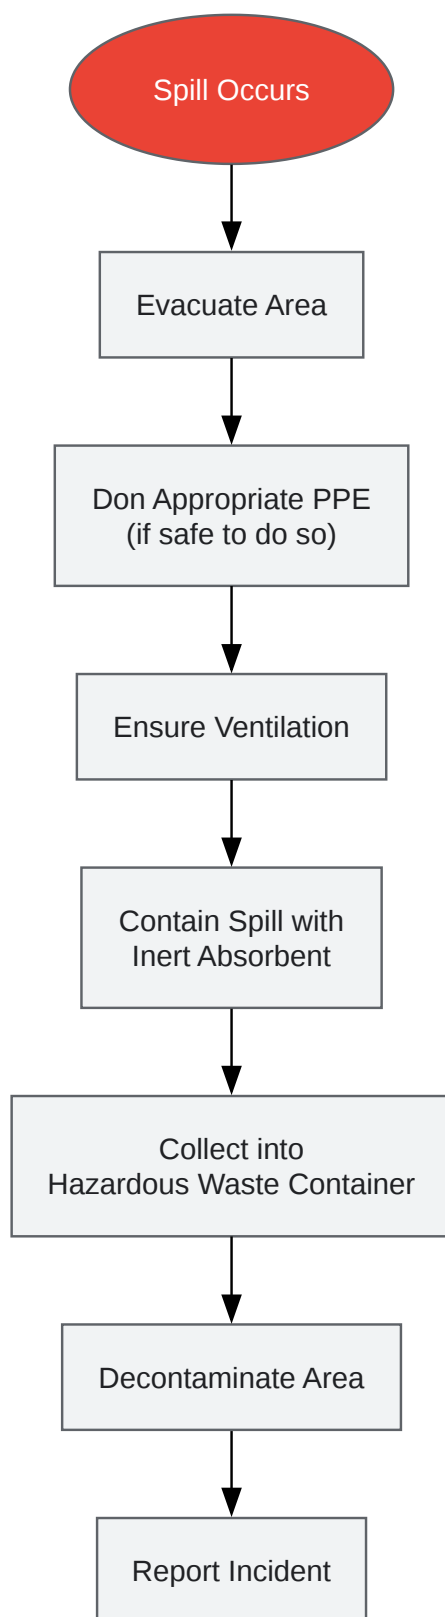 Spill Occurs
Evacuate Area
Don Appropriate PPE
(if safe to do so)
Ensure Ventilation
Contain Spill with
Inert Absorbent
Collect into
Hazardous Waste Container
Decontaminate Area
Report Incident